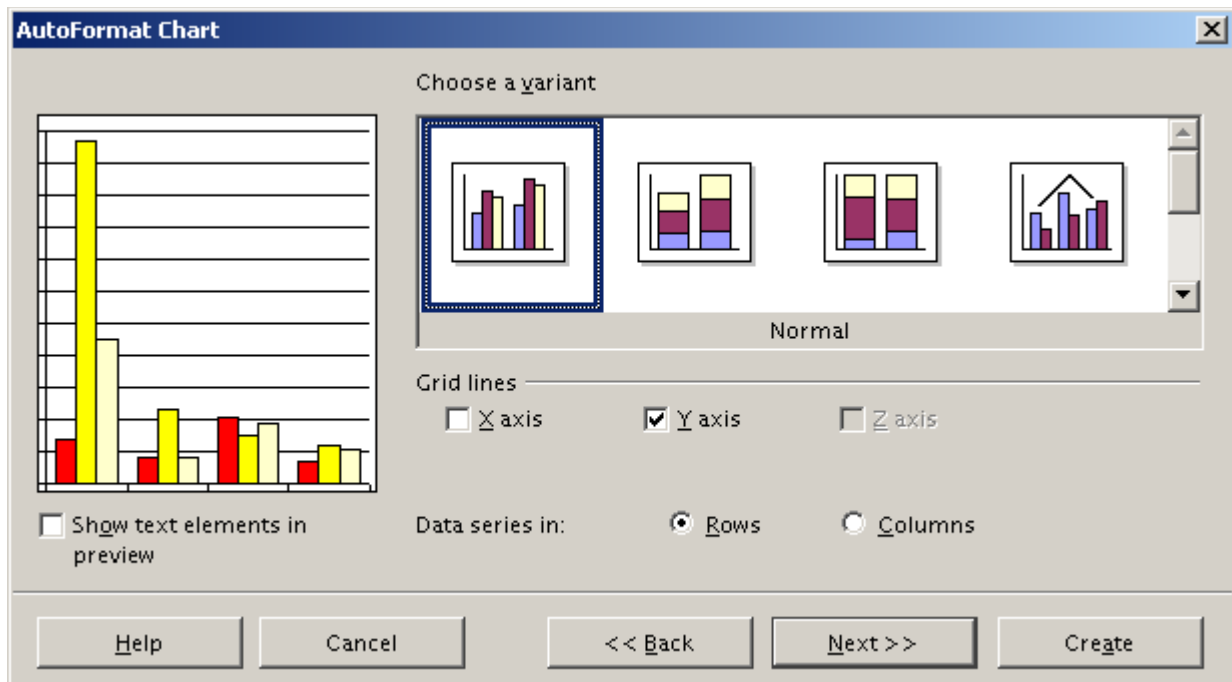 AutoFormat Chart
Choose a variant
Normal
Grid lines
X axis
Y axis
Z axis
Show text elements in
preview
Data series in:
Rows
Columns
Help
Cancel
<< Back
Next >>
Create